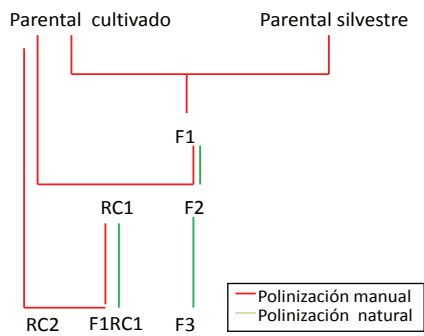 Parental cultivado Parental silvestre
F1
RC1 F2
RC2 F1RC1 F3
Polinización manual
Polinización natural